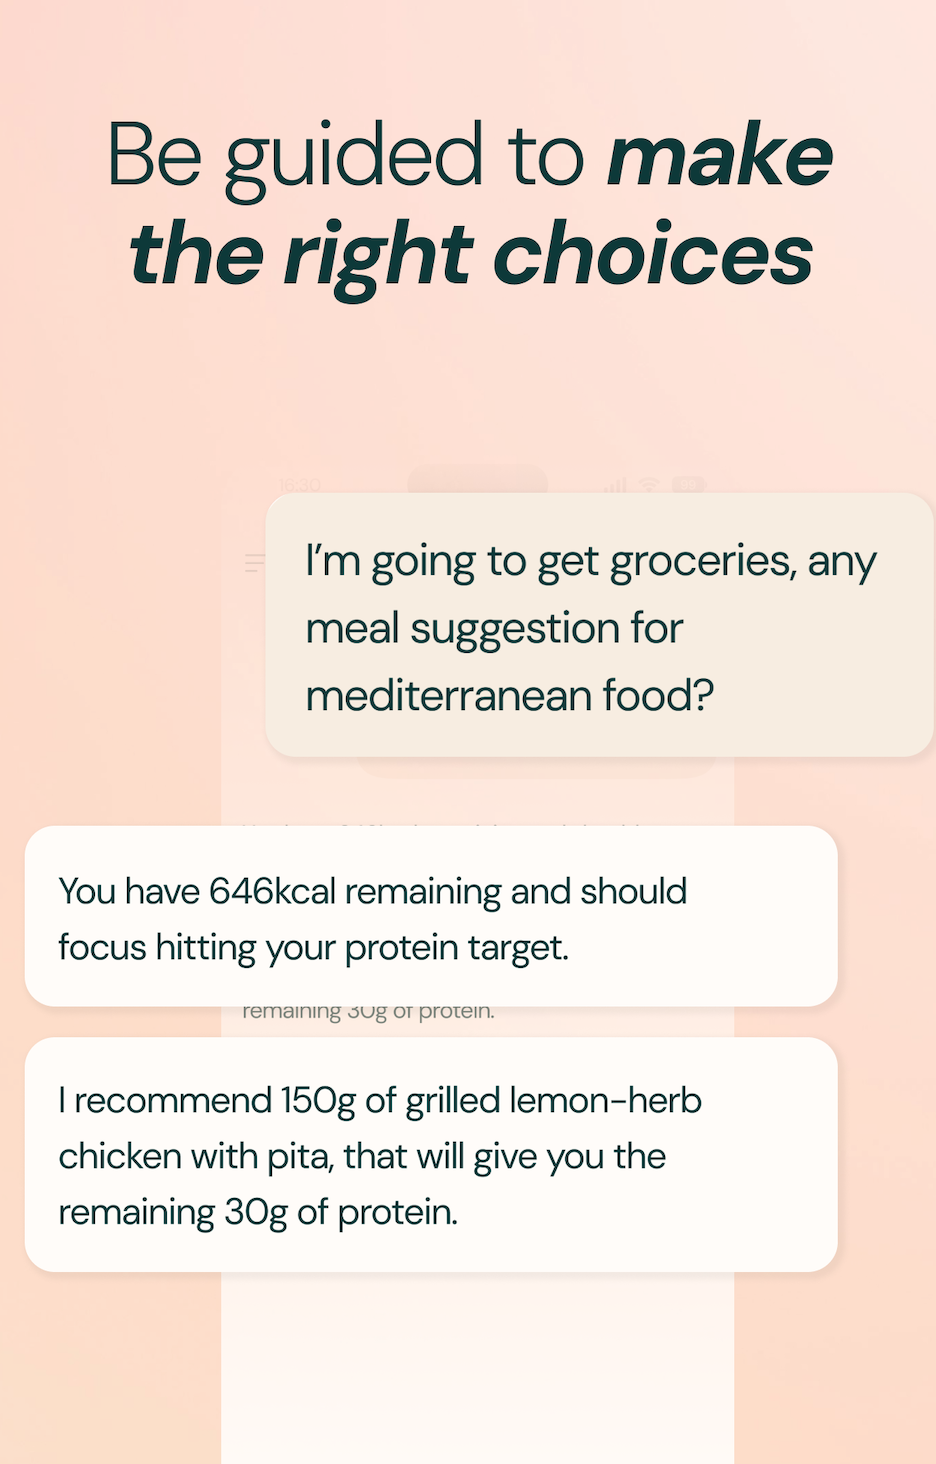 Be guided to make
the right choices
16:30
I’m going to get groceries, any
meal suggestion for
mediterranean food?
You have 646kcal remaining and should
focus hitting your protein target.
remaining 30g of protein.
I recommend 150g of grilled lemon-herb
chicken with pita, that will give you the
remaining 30g of protein.